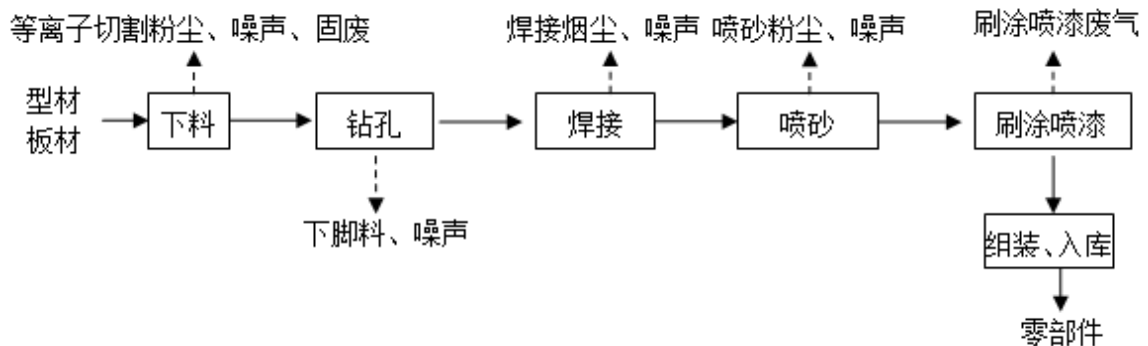 等离子切割粉尘、噪声、固废
焊接烟尘、噪声
喷砂粉尘、噪声
刷涂喷漆废气
型材
板材
下料
钻孔
焊接
喷砂
刷涂喷漆
下脚料、噪声
组装、入库
零部件